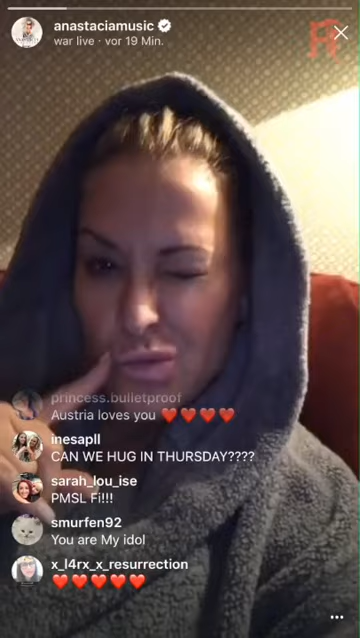 anastaciamusic
war live · vor 19 Min.
princess.bulletproof
Austria loves you ❤️❤️❤️❤️
inesapll
CAN WE HUG IN THURSDAY????
sarah_lou_ise
PMSL Fi!!!
smurfen92
You are My idol
x_l4rx_x_resurrection
❤️❤️❤️❤️❤️